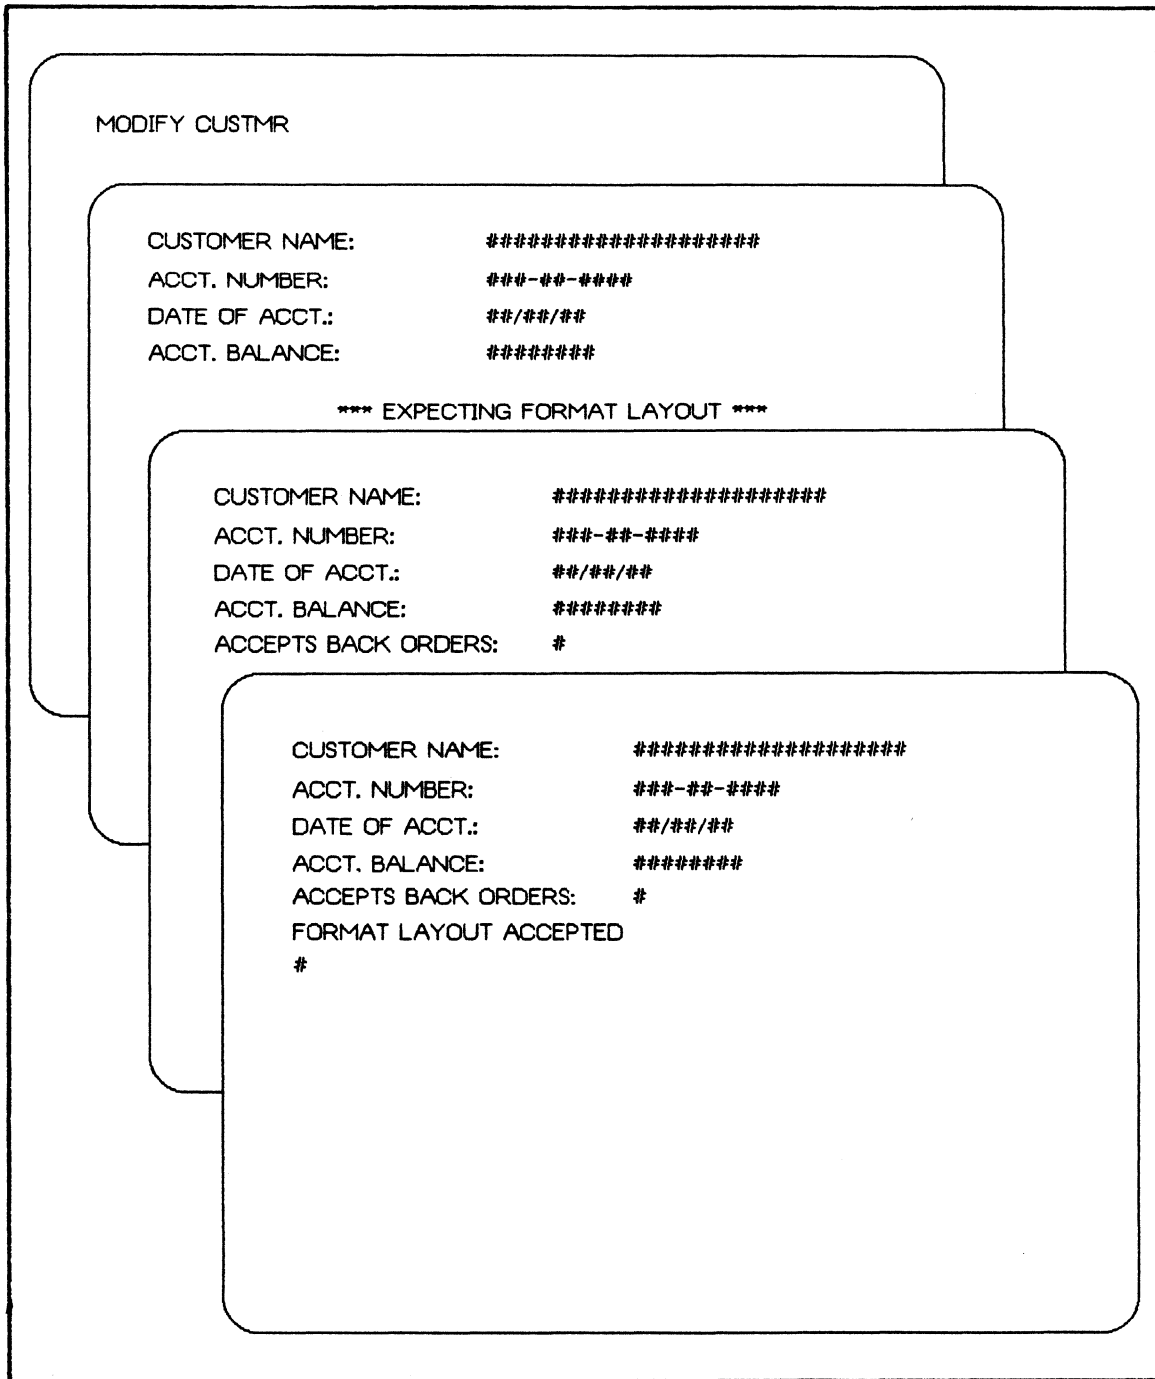 MODIFY CUSTMR
CUSTOMER NAME: ####################
ACCT. NUMBER: ###-##-####
DATE OF ACCT.: ##/##/##
ACCT. BALANCE: ########
*** EXPECTING FORMAT LAYOUT ***
CUSTOMER NAME: ####################
ACCT. NUMBER: ###-##-####
DATE OF ACCT.: ##/##/##
ACCT. BALANCE: ########
ACCEPTS BACK ORDERS: #
CUSTOMER NAME: ####################
ACCT. NUMBER: ###-##-####
DATE OF ACCT.: ##/##/##
ACCT. BALANCE: ########
ACCEPTS BACK ORDERS: #
FORMAT LAYOUT ACCEPTED
#